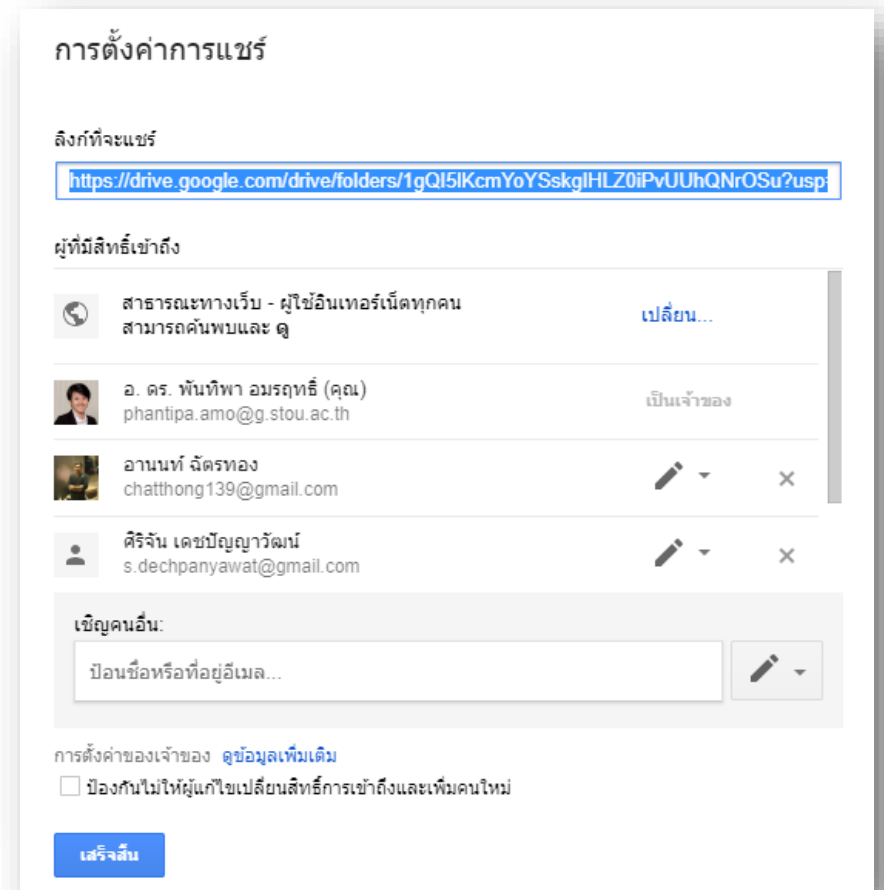 การตั้งค่าการแชร์
ลิงก์ที่จะแชร์
https://drive.google.com/drive/folders/1gQI5IKcmYoYSskgIHLZ0iPvUUhQNrOSu?usp=
ผู้ที่มีสิทธิ์เข้าถึง
สาธารณะทางเว็บ - ผู้ใช้อินเทอร์เน็ตทุกคน
สามารถค้นพบและ ดู
เปลี่ยน...
อ. ดร. พันทิพา อมรฤทธิ์ (คุณ)
phantipa.amo@g.stou.ac.th
เป็นเจ้าของ
อานนท์ ฉัตรทอง
chatthong139@gmail.com
ศิริจัน เดชปัญญาวัฒน์
s.dechpanyawat@gmail.com
เชิญคนอื่น:
ป้อนชื่อหรือที่อยู่อีเมล...
การตั้งค่าของเจ้าของ ดูข้อมูลเพิ่มเติม
ป้องกันไม่ให้ผู้แก้ไขเปลี่ยนสิทธิ์การเข้าถึงและเพิ่มคนใหม่
เสร็จสิ้น